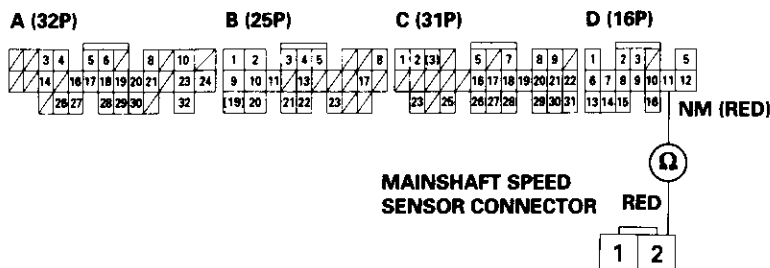 A (32P) B (25P) C (31P) D (16P)
3 4 5 6 8 10 1 2 3 4 5 8 1 2 (3) 5 7 8 9 1 2 3 5
14 16 17 18 19 20 21 23 24 9 10 11 13 17 16 17 18 19 20 21 22 6 7 8 9 10 11 12
26 27 28 29 30 32 (19) 20 21 22 23 23 25 26 27 28 29 30 31 13 14 15 16
NM (RED)
Ω
MAINSHAFT SPEED
SENSOR CONNECTOR RED
1 2